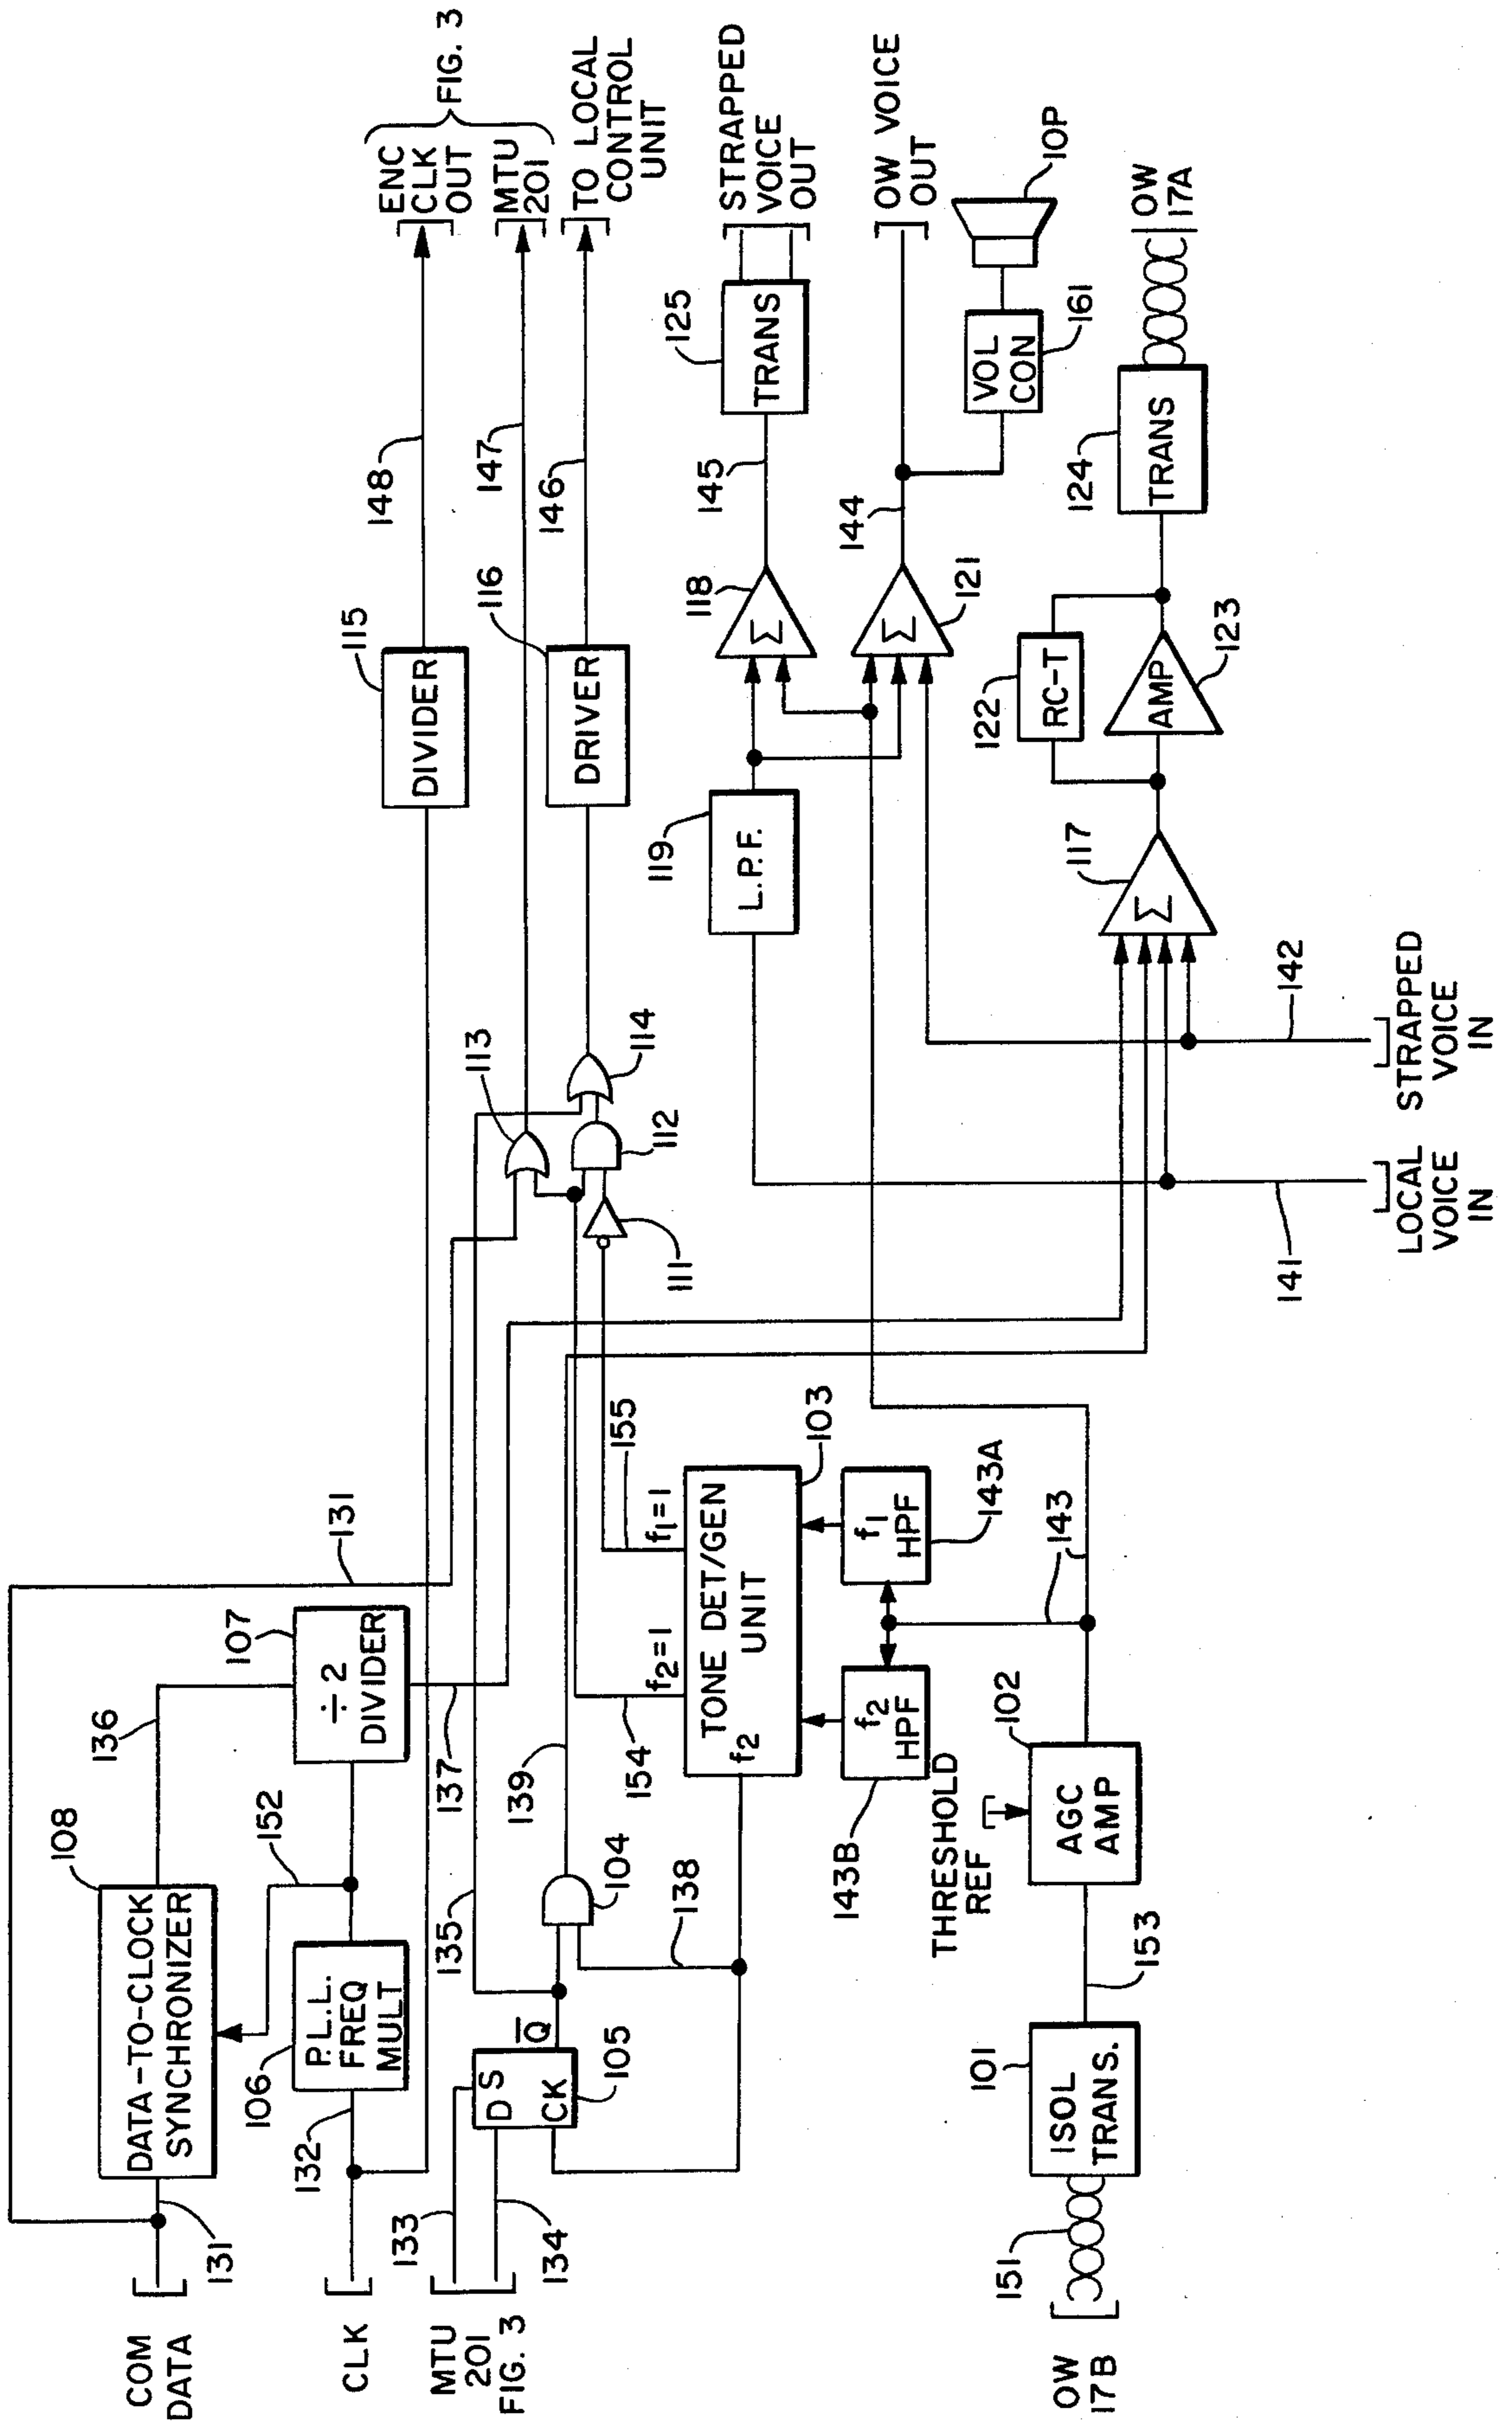 COM
DATA
131
108
DATA-TO-CLOCK
SYNCHRONIZER
136
131
CLK
132
106
P.L.L.
FREQ
MULT
152
107
÷2
DIVIDER
137
115
DIVIDER
148
ENC
CLK
OUT
FIG. 3
MTU
201
FIG. 3
133
134
D S
CK
Q̅
105
135
104
138
139
113
147
MTU
201
111
112
114
116
DRIVER
146
TO LOCAL
CONTROL
UNIT
154
155
f2=1
f1=1
f2
TONE DET/GEN
UNIT
103
f2
HPF
143B
f1
HPF
143A
143
THRESHOLD
REF
102
AGC
AMP
153
101
ISOL
TRANS.
151
OW
17B
119
L.P.F.
118
Σ
145
125
TRANS
STRAPPED
VOICE
OUT
121
Σ
144
OW VOICE
OUT
VOL
CON
161
10P
117
Σ
122
RC-T
AMP
123
124
TRANS
OW
17A
141
LOCAL
VOICE
IN
142
STRAPPED
VOICE
IN